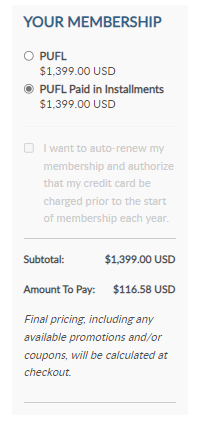 YOUR MEMBERSHIP
PUFL
$1,399.00 USD
PUFL Paid in Installments
$1,399.00 USD
I want to auto-renew my
membership and authorize
that my credit card be
charged prior to the start
of membership each year.
Subtotal: $1,399.00 USD
Amount To Pay: $116.58 USD
Final pricing, including any
available promotions and/or
coupons, will be calculated at
checkout.